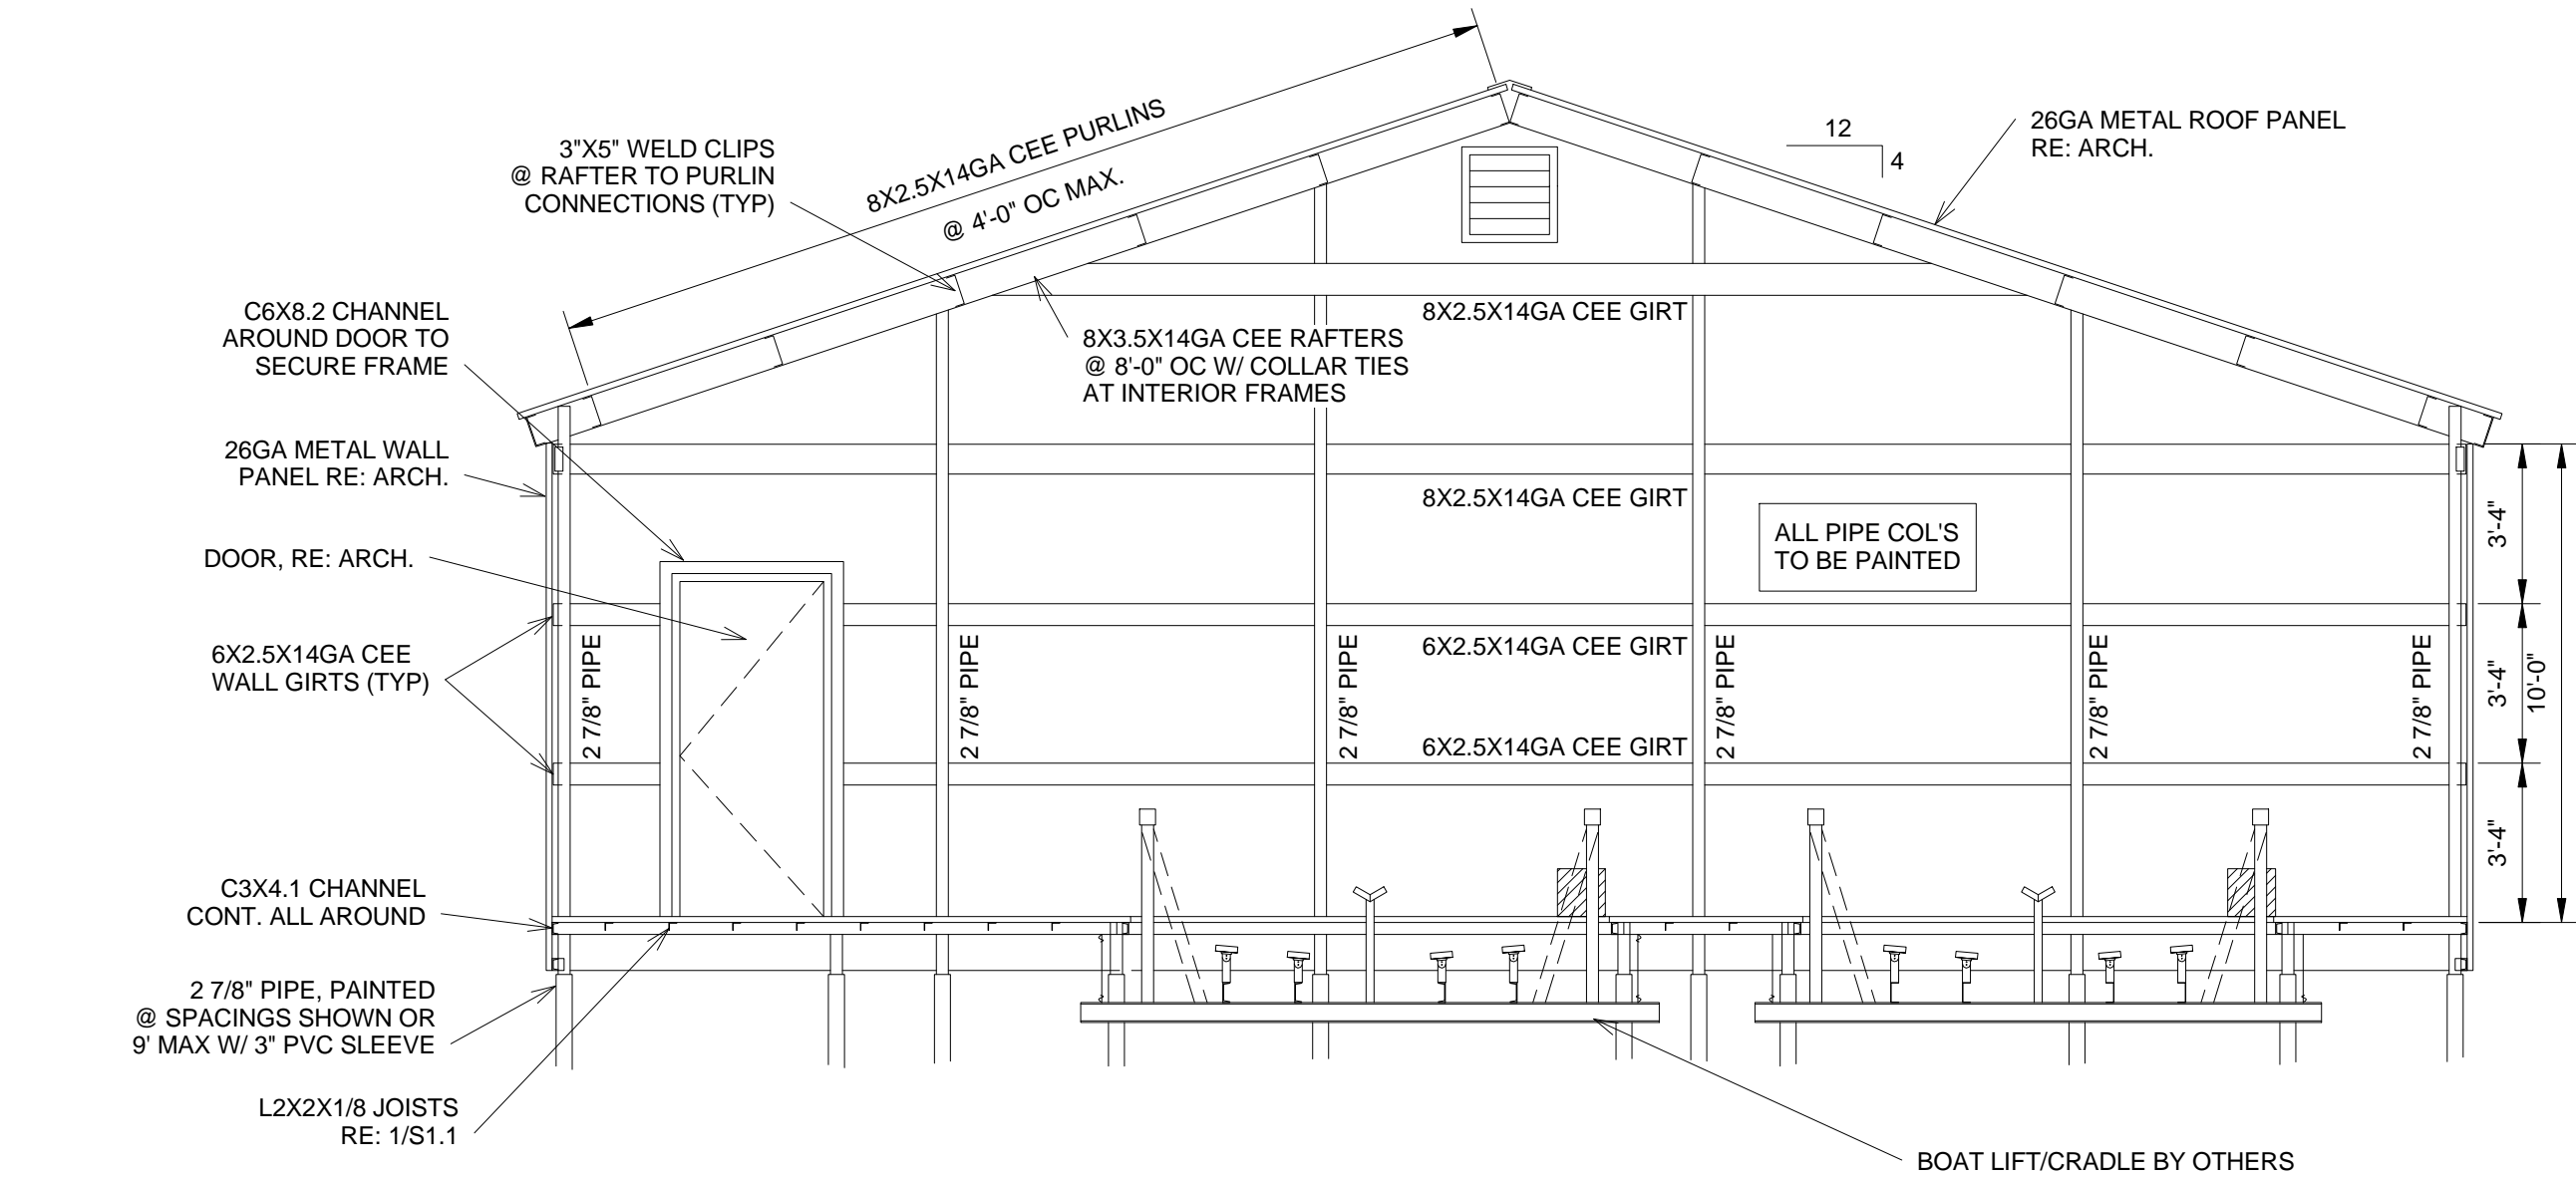 8X2.5X14GA CEE PURLINS
@ 4'-0" OC MAX.
3"X5" WELD CLIPS
@ RAFTER TO PURLIN
CONNECTIONS (TYP)
12
4
26GA METAL ROOF PANEL
RE: ARCH.
C6X8.2 CHANNEL
AROUND DOOR TO
SECURE FRAME
8X2.5X14GA CEE GIRT
8X3.5X14GA CEE RAFTERS
@ 8'-0" OC W/ COLLAR TIES
AT INTERIOR FRAMES
26GA METAL WALL
PANEL RE: ARCH.
8X2.5X14GA CEE GIRT
ALL PIPE COL'S
TO BE PAINTED
3'-4"
DOOR, RE: ARCH.
6X2.5X14GA CEE
WALL GIRTS (TYP)
2 7/8" PIPE
2 7/8" PIPE
2 7/8" PIPE
6X2.5X14GA CEE GIRT
6X2.5X14GA CEE GIRT
2 7/8" PIPE
2 7/8" PIPE
2 7/8" PIPE
3'-4"
10'-0"
3'-4"
C3X4.1 CHANNEL
CONT. ALL AROUND
2 7/8" PIPE, PAINTED
@ SPACINGS SHOWN OR
9' MAX W/ 3" PVC SLEEVE
L2X2X1/8 JOISTS
RE: 1/S1.1
BOAT LIFT/CRADLE BY OTHERS